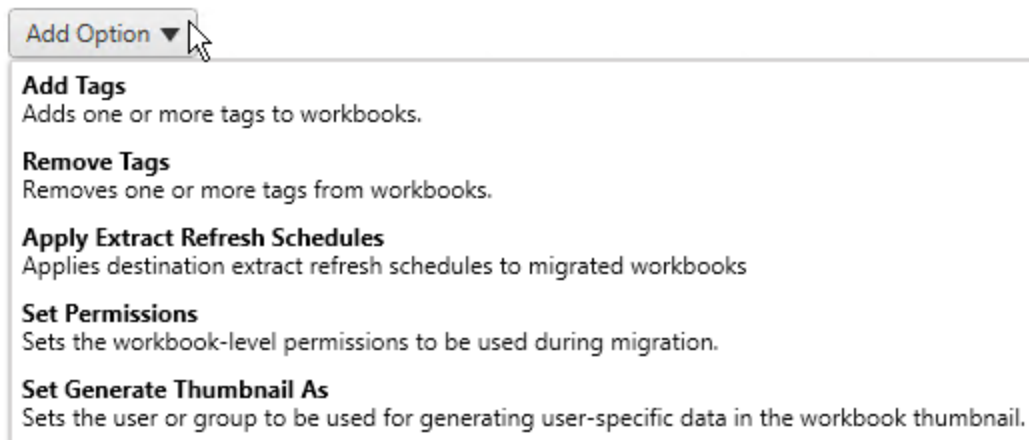 Add Option ▼
Add Tags
Adds one or more tags to workbooks.
Remove Tags
Removes one or more tags from workbooks.
Apply Extract Refresh Schedules
Applies destination extract refresh schedules to migrated workbooks
Set Permissions
Sets the workbook-level permissions to be used during migration.
Set Generate Thumbnail As
Sets the user or group to be used for generating user-specific data in the workbook thumbnail.